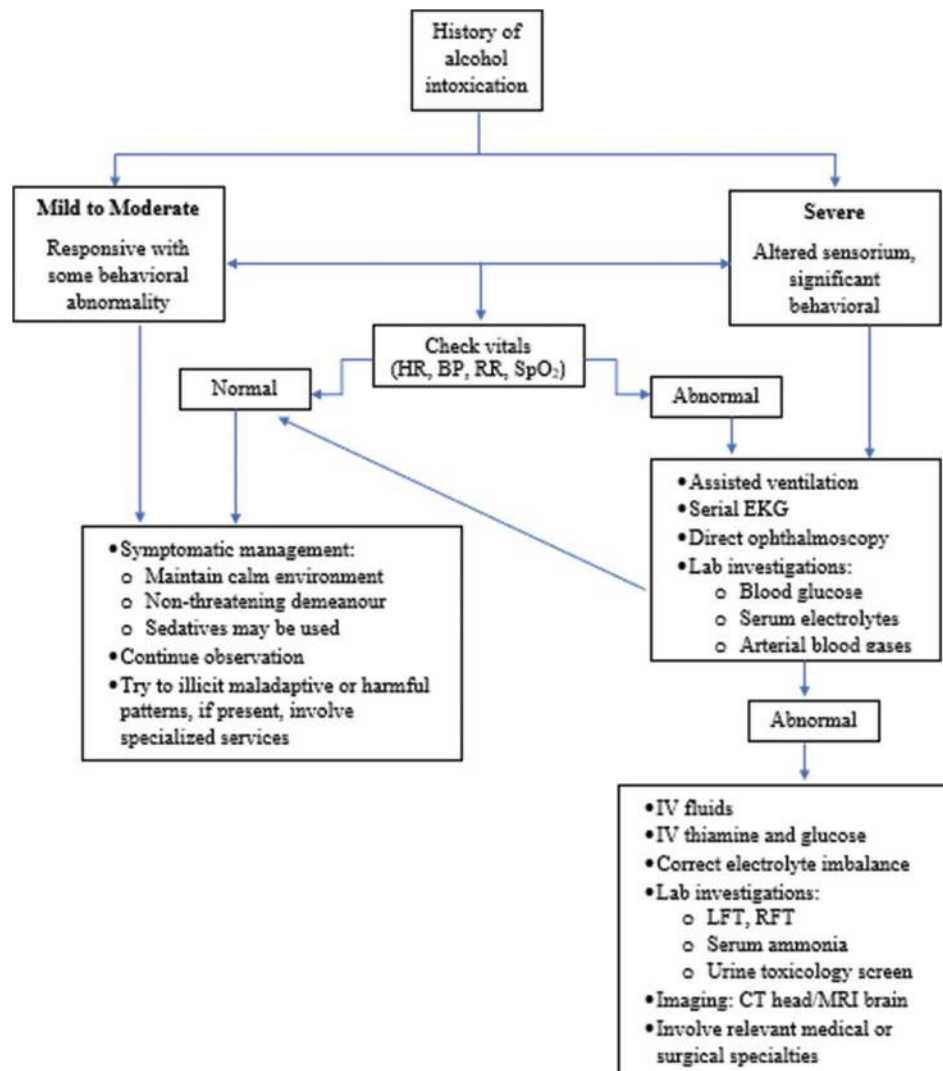 History of
alcohol
intoxication
Mild to Moderate
Responsive with
some behavioral
abnormality
Severe
Altered sensorium,
significant
behavioral
Check vitals
(HR, BP, RR, SpO₂)
Normal
Abnormal
•Assisted ventilation
•Serial EKG
•Direct ophthalmoscopy
•Lab investigations:
o Blood glucose
o Serum electrolytes
o Arterial blood gases
•Symptomatic management:
o Maintain calm environment
o Non-threatening demeanour
o Sedatives may be used
•Continue observation
•Try to illicit maladaptive or harmful
patterns, if present, involve
specialized services
Abnormal
•IV fluids
•IV thiamine and glucose
•Correct electrolyte imbalance
•Lab investigations:
o LFT, RFT
o Serum ammonia
o Urine toxicology screen
•Imaging: CT head/MRI brain
•Involve relevant medical or
surgical specialties